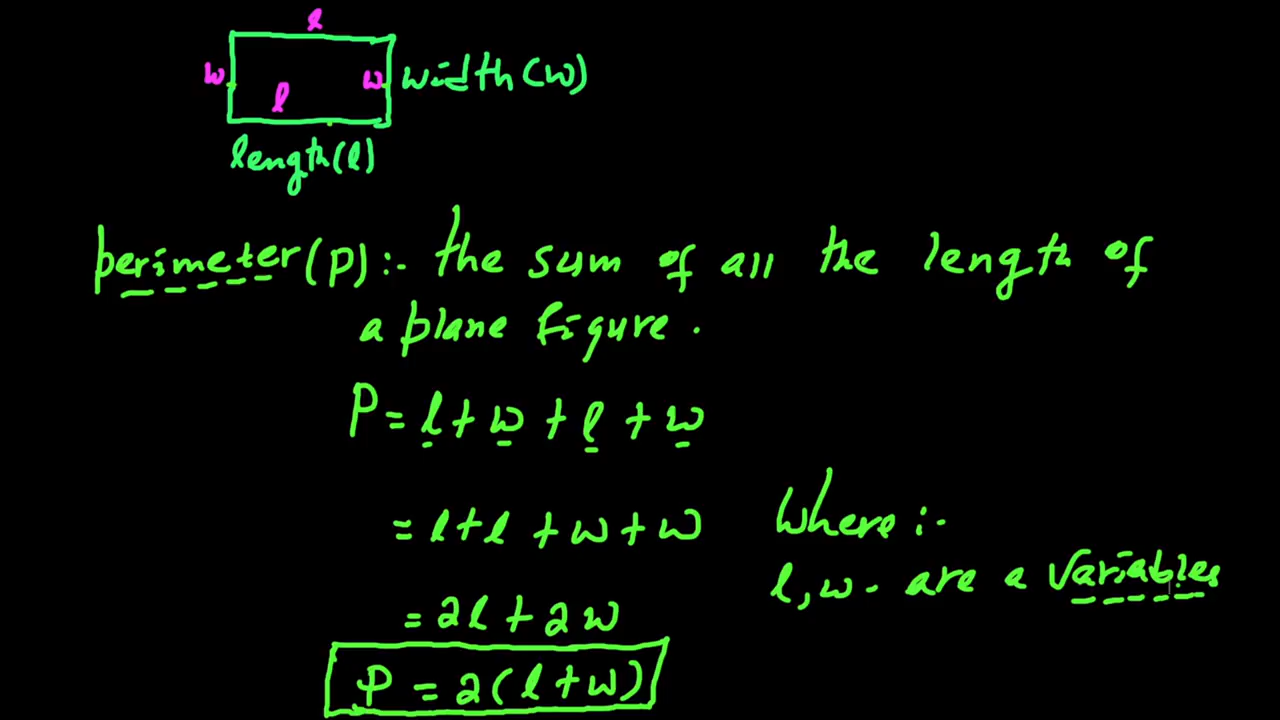 l
w l w width(w)
length(l)
perimeter(p):- the sum of all the length of
a plane figure.
P = l + w + l + w
= l + l + w + w
Where:-
l, w- are a variables
= 2l + 2w
P = 2(l + w)